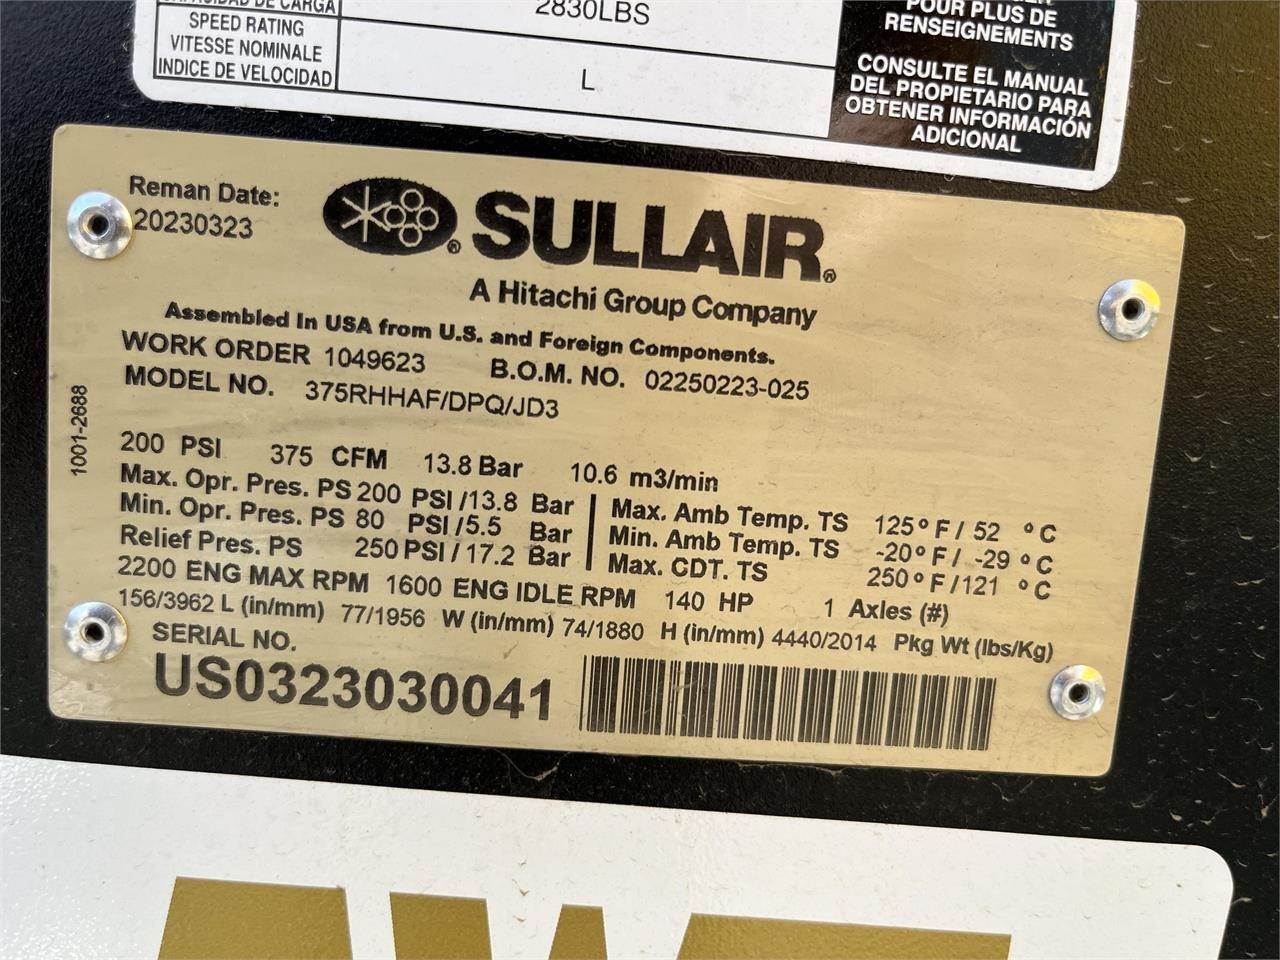 CAPACIDAD DE CARGA 2830LBS
SPEED RATING
VITESSE NOMINALE
INDICE DE VELOCIDAD L
POUR PLUS DE
RENSEIGNEMENTS
CONSULTE EL MANUAL
DEL PROPIETARIO PARA
OBTENER INFORMACIÓN
ADICIONAL
Reman Date:
20230323
SULLAIR®
A Hitachi Group Company
Assembled In USA from U.S. and Foreign Components.
WORK ORDER 1049623 B.O.M. NO. 02250223-025
MODEL NO. 375RHHAF/DPQ/JD3
1001-2688
200 PSI 375 CFM 13.8 Bar 10.6 m3/min
Max. Opr. Pres. PS 200 PSI/13.8 Bar Max. Amb Temp. TS 125°F/ 52 °C
Min. Opr. Pres. PS 80 PSI/5.5 Bar Min. Amb Temp. TS -20°F/ -29 °C
Relief Pres. PS 250 PSI/17.2 Bar Max. CDT. TS 250°F/121 °C
2200 ENG MAX RPM 1600 ENG IDLE RPM 140 HP 1 Axles (#)
156/3962 L (in/mm) 77/1956 W (in/mm) 74/1880 H (in/mm) 4440/2014 Pkg Wt (lbs/Kg)
SERIAL NO.
US0323030041